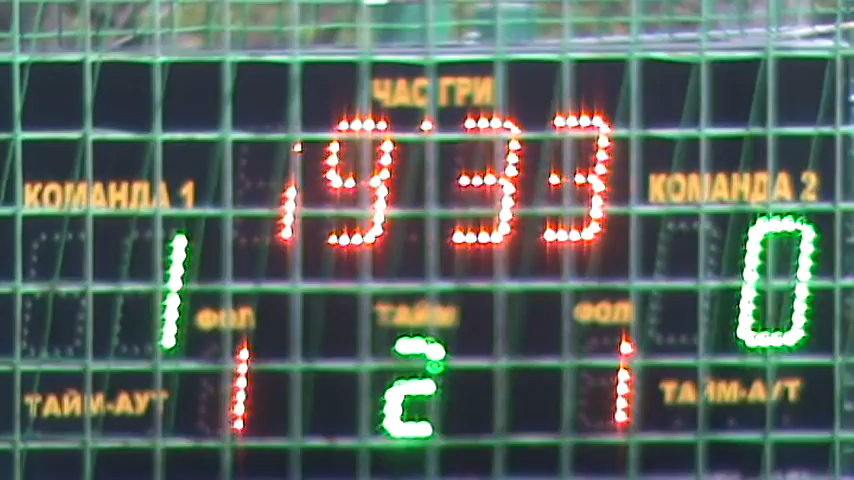 ЧАС ГРИ
19'33
КОМАНДА 1
КОМАНДА 2
1
0
ФОЛ
ТАЙМ
ФОЛ
1
2
1
ТАЙМ-АУТ
ТАЙМ-АУТ